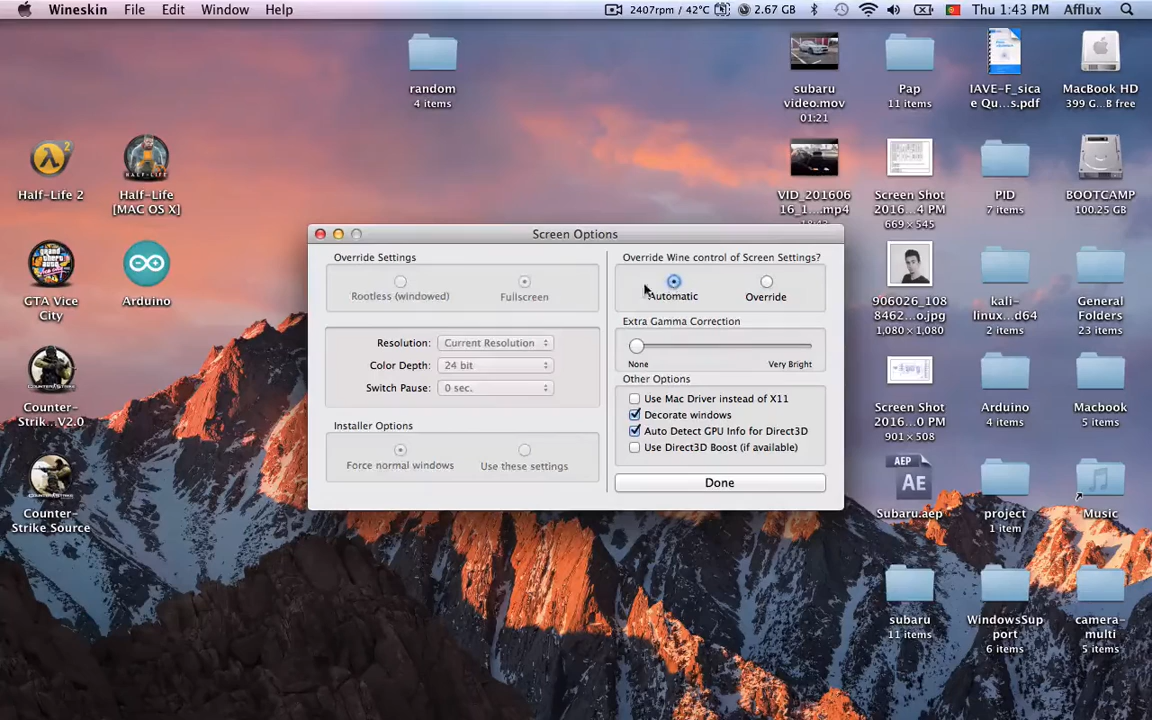 Wineskin File Edit Window Help
2407rpm / 42°C 2.67 GB Thu 1:43 PM Afflux
random
4 items
subaru
video.mov
01:21
Pap
11 items
IAVE-F_sica
e Qu...s.pdf
MacBook HD
399 G...B free
Half-Life 2
Half-Life
[MAC OS X]
VID_201606
16_1....mp4
Screen Shot
2016...4 PM
669 × 545
PID
7 items
BOOTCAMP
100.25 GB
GTA Vice
City
Arduino
906026_108
8462...o.jpg
1,080 × 1,080
kali-
linux...d64
2 items
General
Folders
23 items
Counter-
Strik...V2.0
Screen Shot
2016...0 PM
901 × 508
Arduino
4 items
Macbook
5 items
Counter-
Strike Source
AEP
AE
Subaru.aep
project
1 item
Music
subaru
11 items
WindowsSup
port
6 items
camera-
multi
5 items
Screen Options
Override Settings
Rootless (windowed)
Fullscreen
Resolution: Current Resolution
Color Depth: 24 bit
Switch Pause: 0 sec.
Installer Options
Force normal windows
Use these settings
Override Wine control of Screen Settings?
Automatic
Override
Extra Gamma Correction
None
Very Bright
Other Options
Use Mac Driver instead of X11
Decorate windows
Auto Detect GPU Info for Direct3D
Use Direct3D Boost (if available)
Done